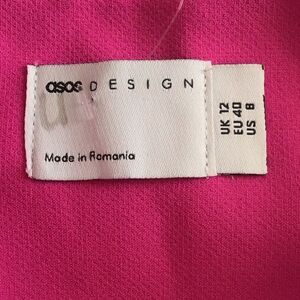 asos DESIGN
Made in Romania
UK 12
EU 40
US 8